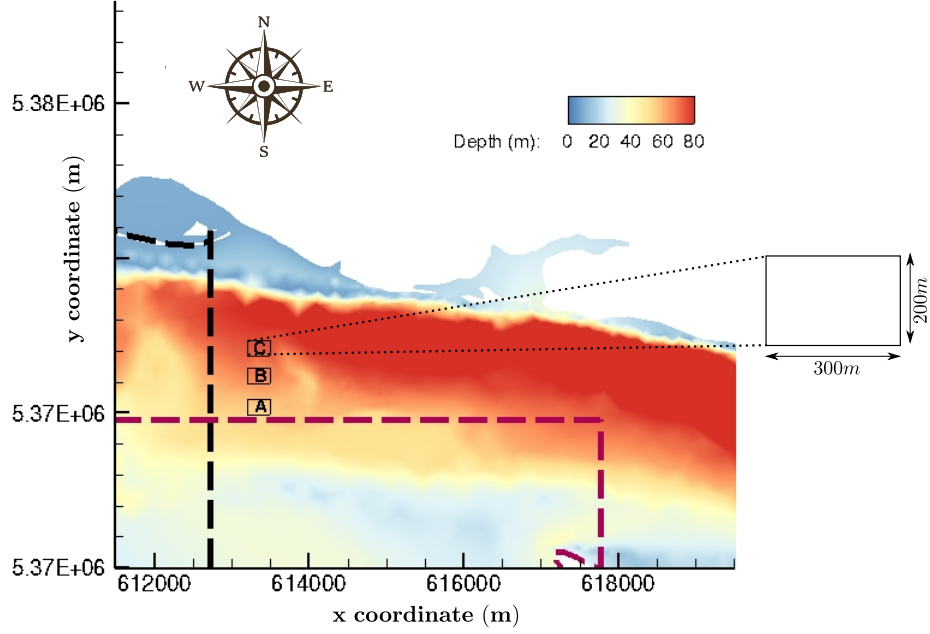 N
W E
S
5.38E+06
Depth (m): 0 20 40 60 80
y coordinate (m)
C
B
A
200m
300m
5.37E+06
5.37E+06
612000 614000 616000 618000
x coordinate (m)